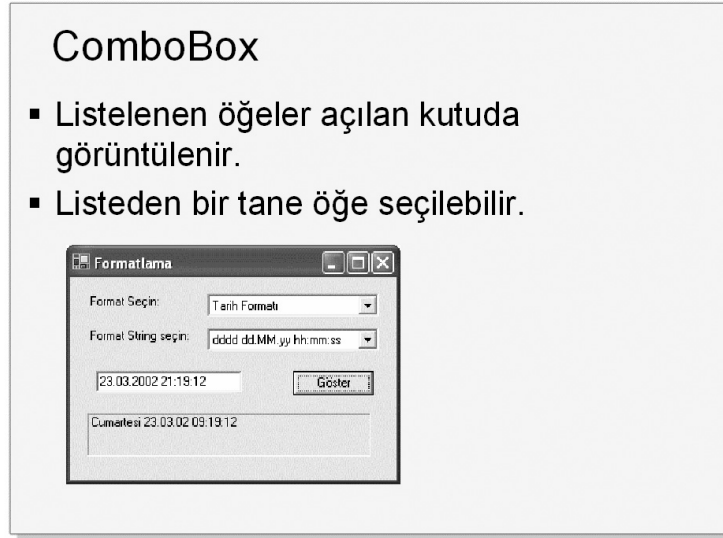 ComboBox
▪ Listelenen öğeler açılan kutuda
görüntülenir.
▪ Listeden bir tane öğe seçilebilir.
Formatlama
Format Seçin:
Tarih Formatı
Format String seçin:
dddd dd.MM.yy hh:mm:ss
23.03.2002 21:19:12
Göster
Cumartesi 23.03.02 09:19:12